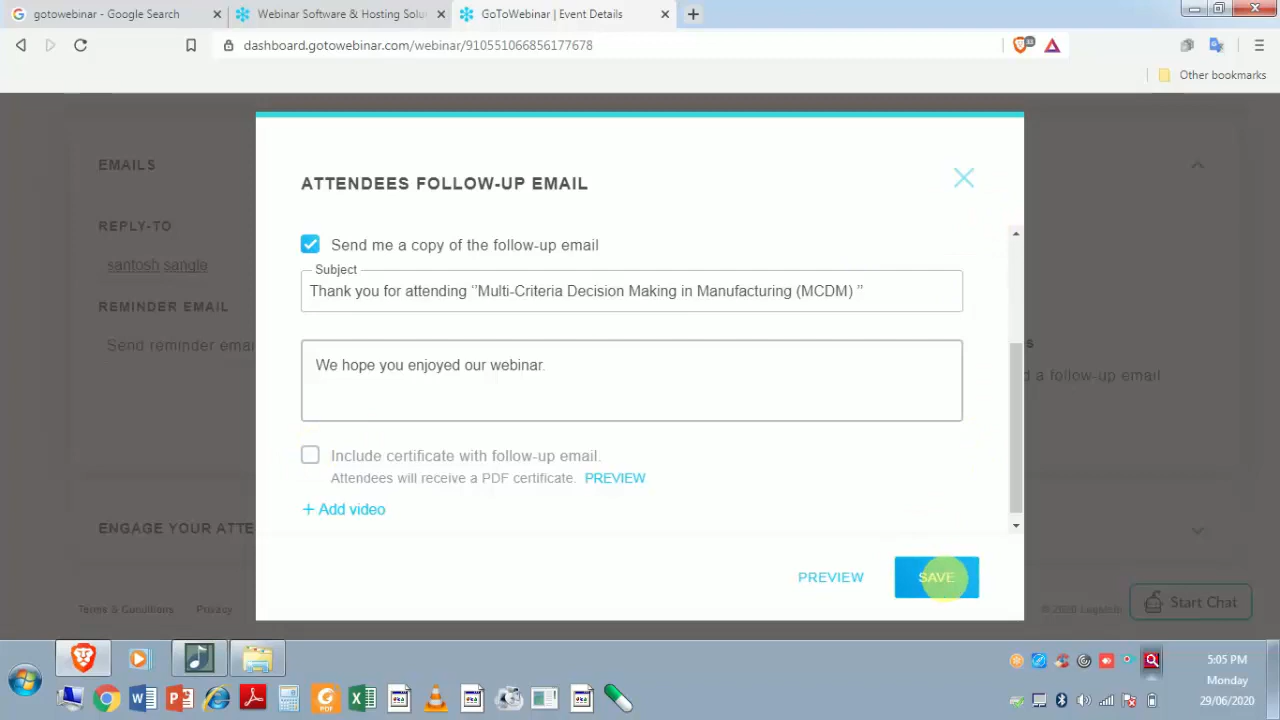 gotowebinar - Google Search
Webinar Software & Hosting Solu
GoToWebinar | Event Details
dashboard.gotowebinar.com/webinar/910551066856177678
33
Other bookmarks
EMAILS
ATTENDEES FOLLOW-UP EMAIL
REPLY-TO
santosh sangle
Send me a copy of the follow-up email
Subject
Thank you for attending ‘'Multi-Criteria Decision Making in Manufacturing (MCDM) ’'
REMINDER EMAIL
Send reminder emai
We hope you enjoyed our webinar.
d a follow-up email
Include certificate with follow-up email.
Attendees will receive a PDF certificate. PREVIEW
+ Add video
ENGAGE YOUR ATTE
PREVIEW
SAVE
Terms & Conditions
Privacy
© 2020 LogMeIn
Start Chat
5:05 PM
Monday
29/06/2020